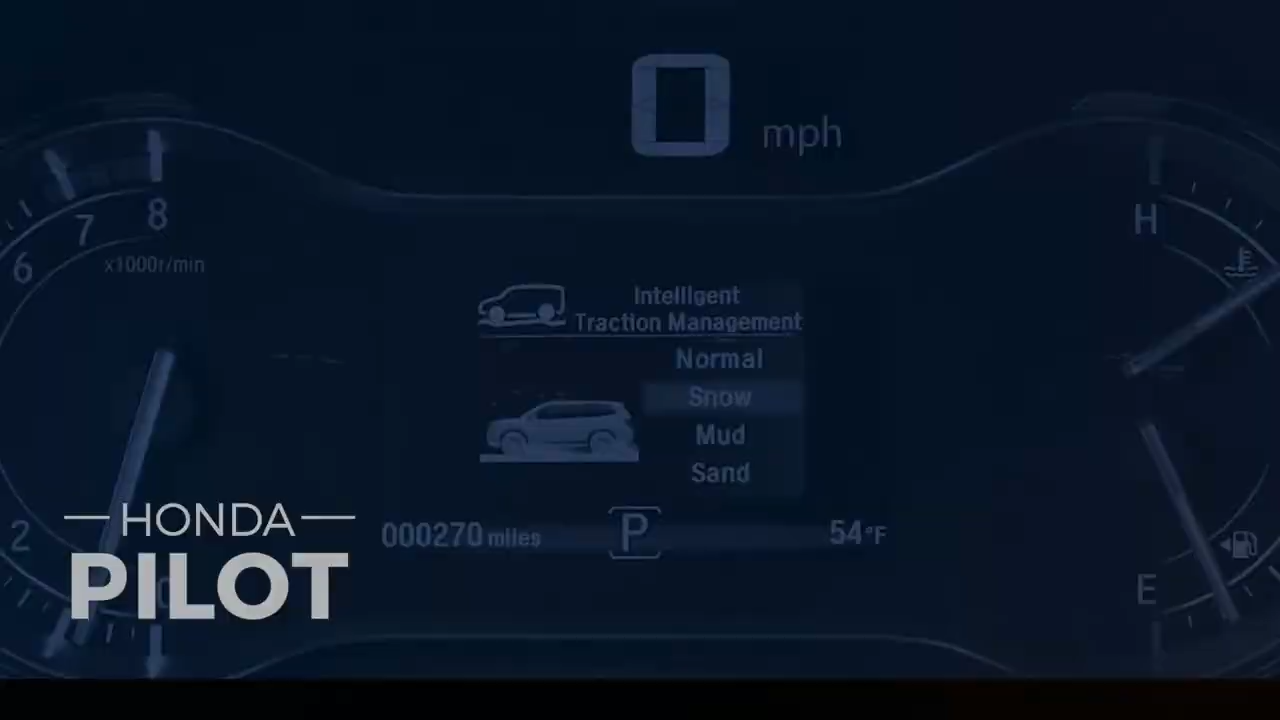 0 mph
8
7
6
x1000r/min
H
Intelligent
Traction Management
Normal
Snow
Mud
Sand
2
000270 miles
P
54°F
E
0
HONDA
PILOT